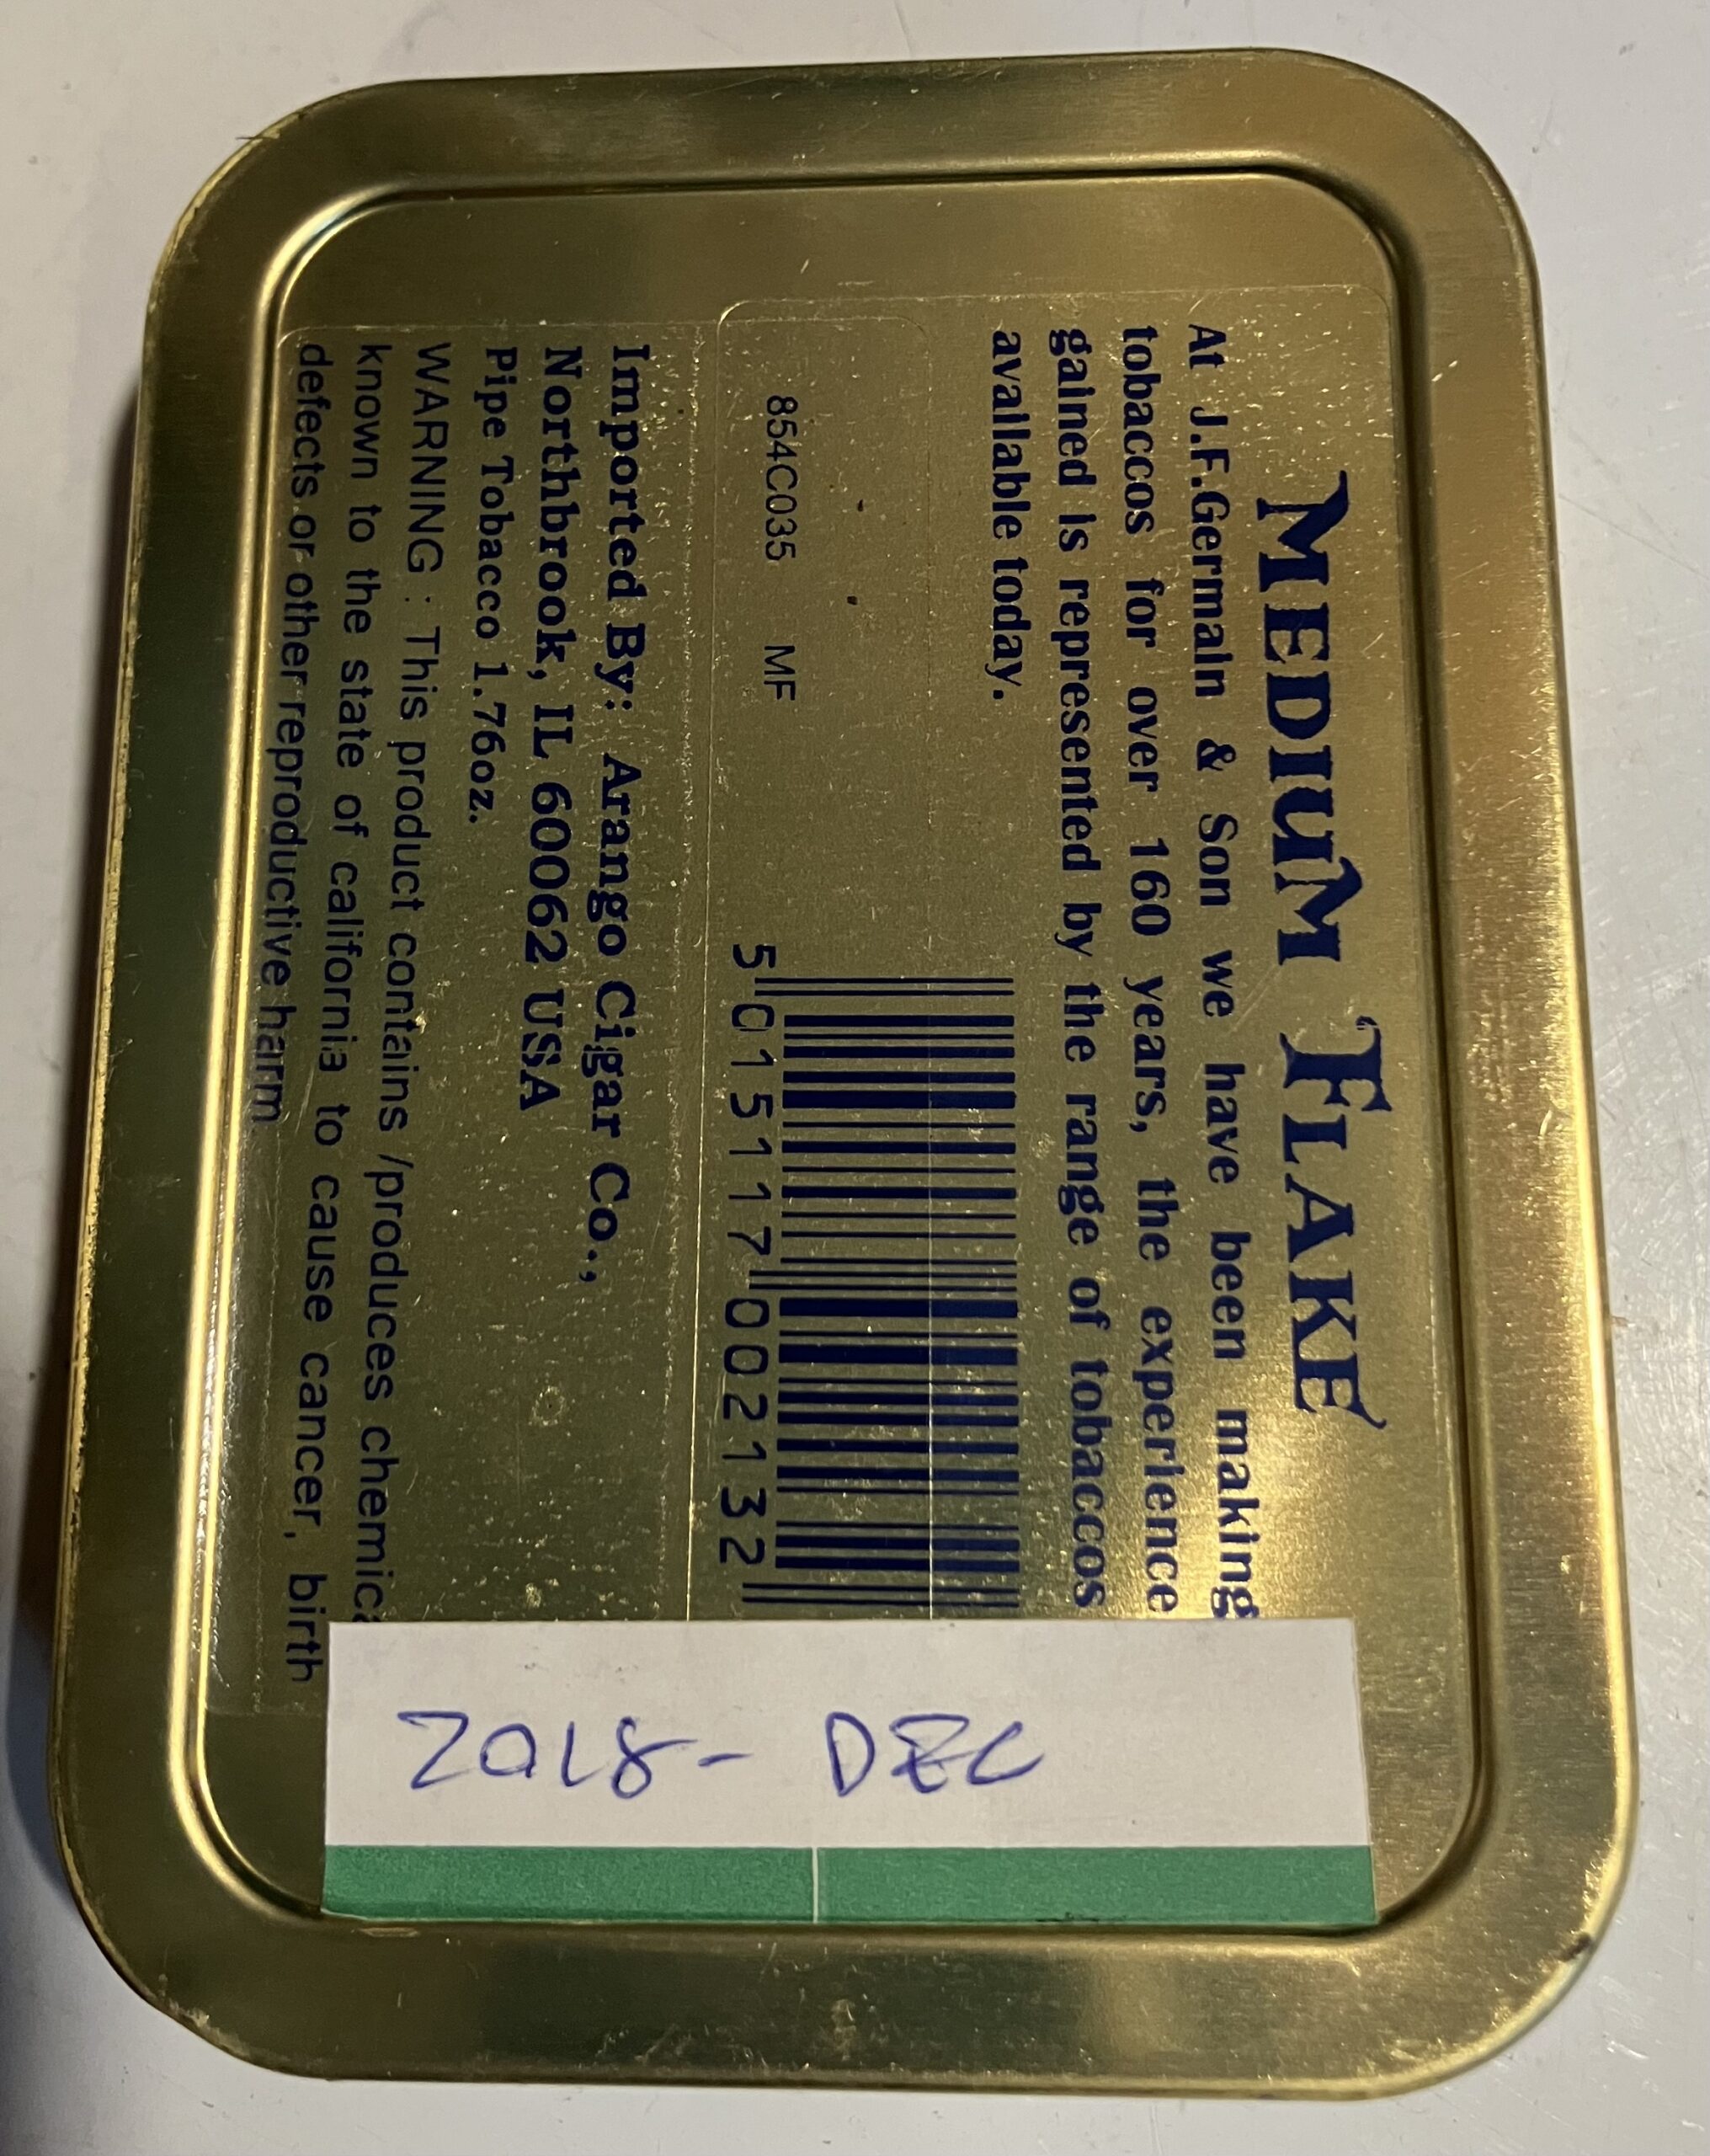 MEDIUM FLAKE
At J.F.Germain & Son we have been making
tobaccos for over 160 years, the experience
gained is represented by the range of tobaccos
available today.
854C035 MF
5 015117 002132
Imported By: Arango Cigar Co.,
Northbrook, IL 60062 USA
Pipe Tobacco 1.76oz.
WARNING : This product contains /produces chemica
known to the state of california to cause cancer, birth
defects or other reproductive harm
2018- DEC